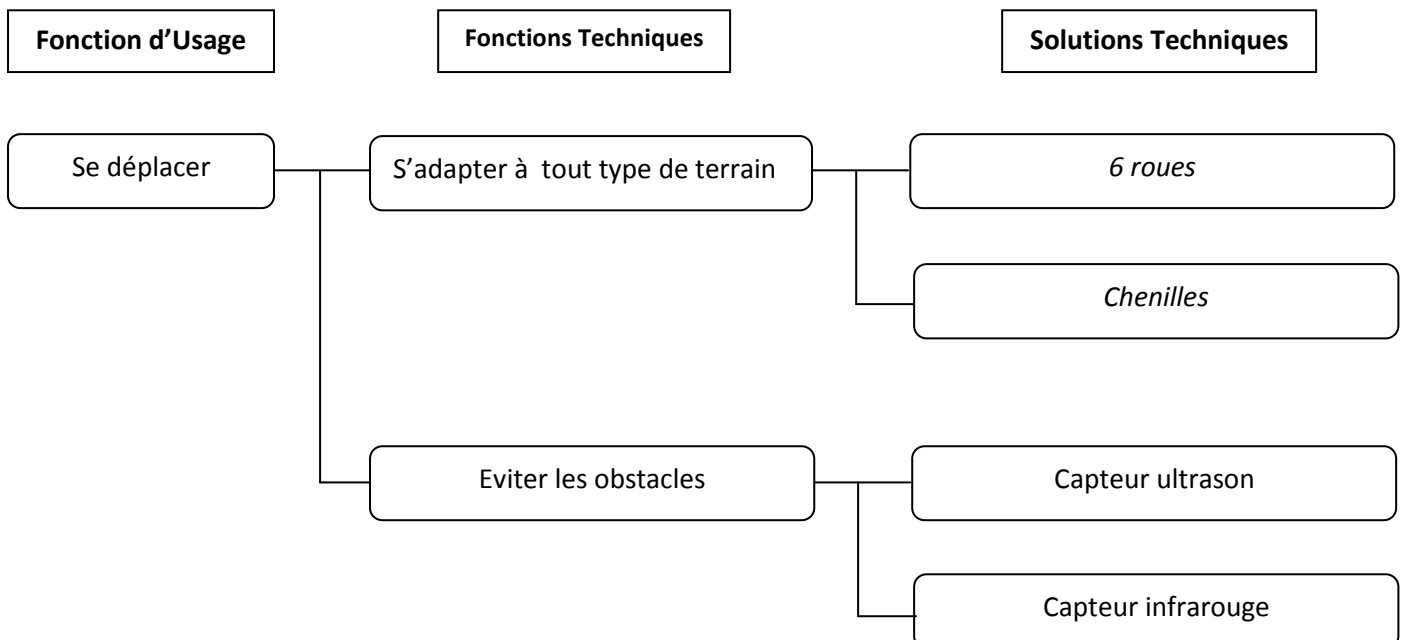 Fonction d’Usage
Fonctions Techniques
Solutions Techniques
Se déplacer
S’adapter à tout type de terrain
6 roues
Chenilles
Eviter les obstacles
Capteur ultrason
Capteur infrarouge